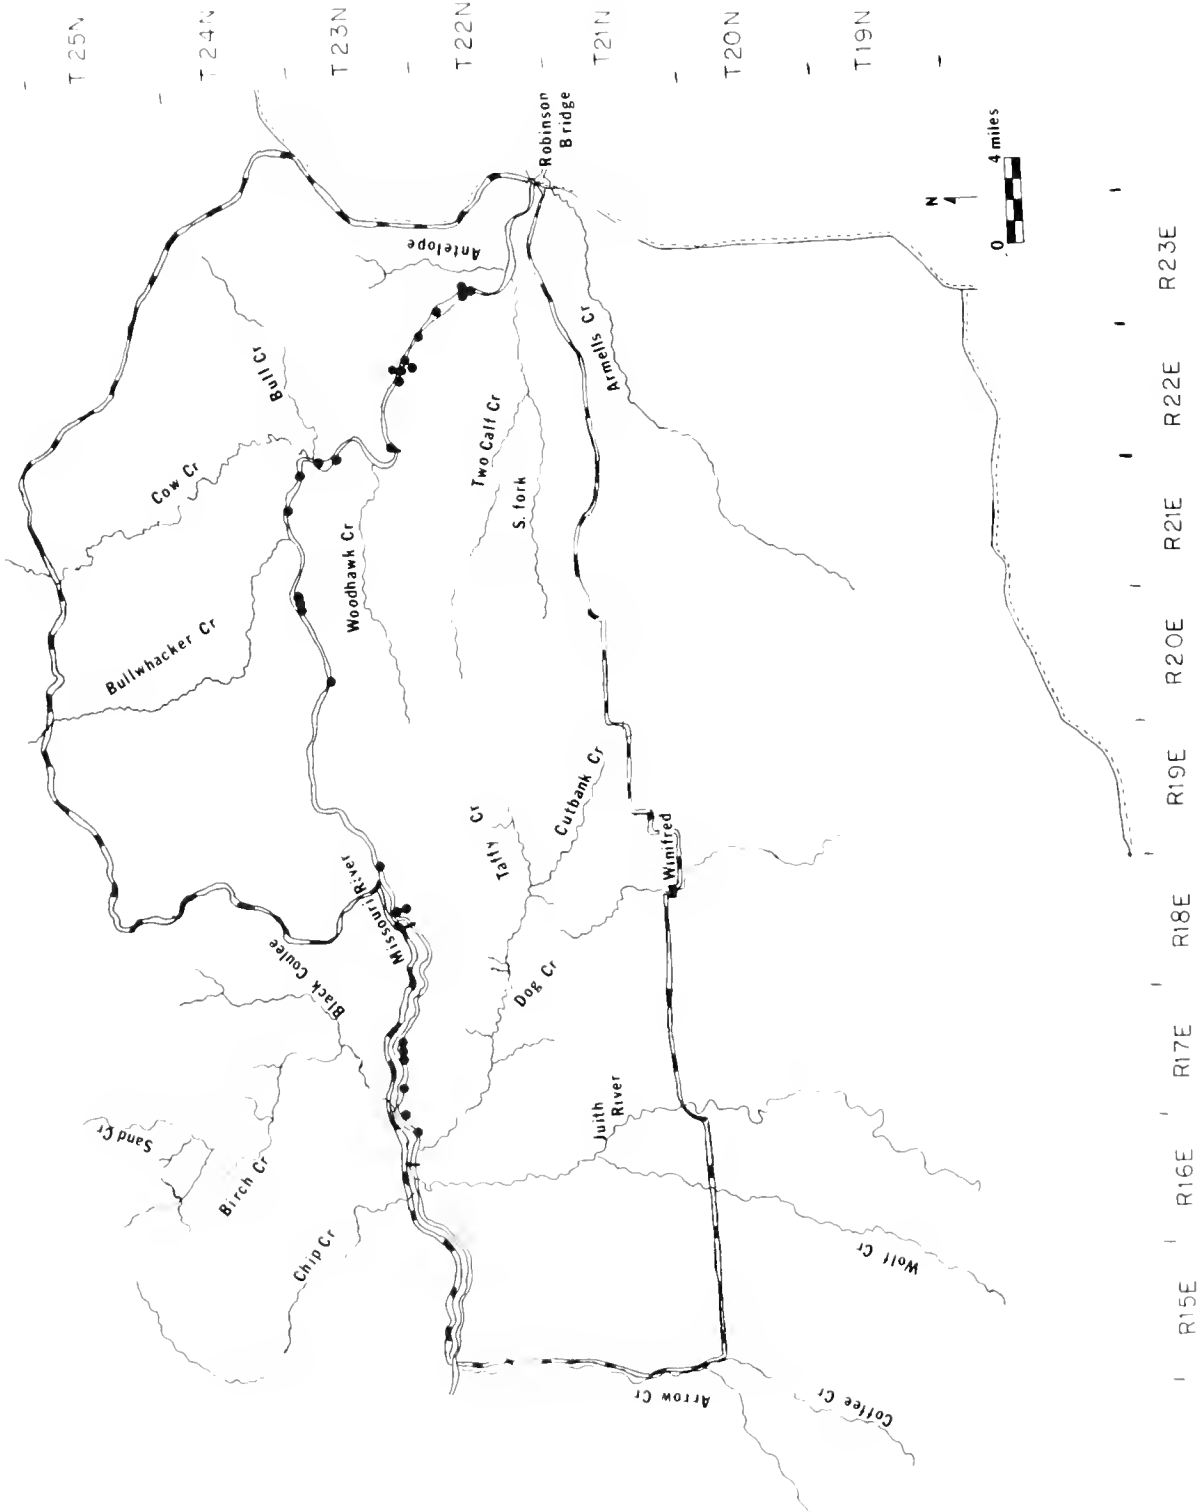 T25N
T24N
T23N
T22N
T21N
T20N
T19N
Robinson
Bridge
Antelope
Bull Cr
Cow Cr
Armells Cr
Two Calf Cr
S. fork
Woodhawk Cr
Bullwhacker Cr
Cutbank Cr
Taffy Cr
Winifred
Missouri River
Black Coulee
Dog Cr
Sand Cr
Birch Cr
Chip Cr
Juith
River
Wolf Cr
Arrow Cr
Coffee Cr
N
0 4 miles
R23E
R22E
R21E
R20E
R19E
R18E
R17E
R16E
R15E